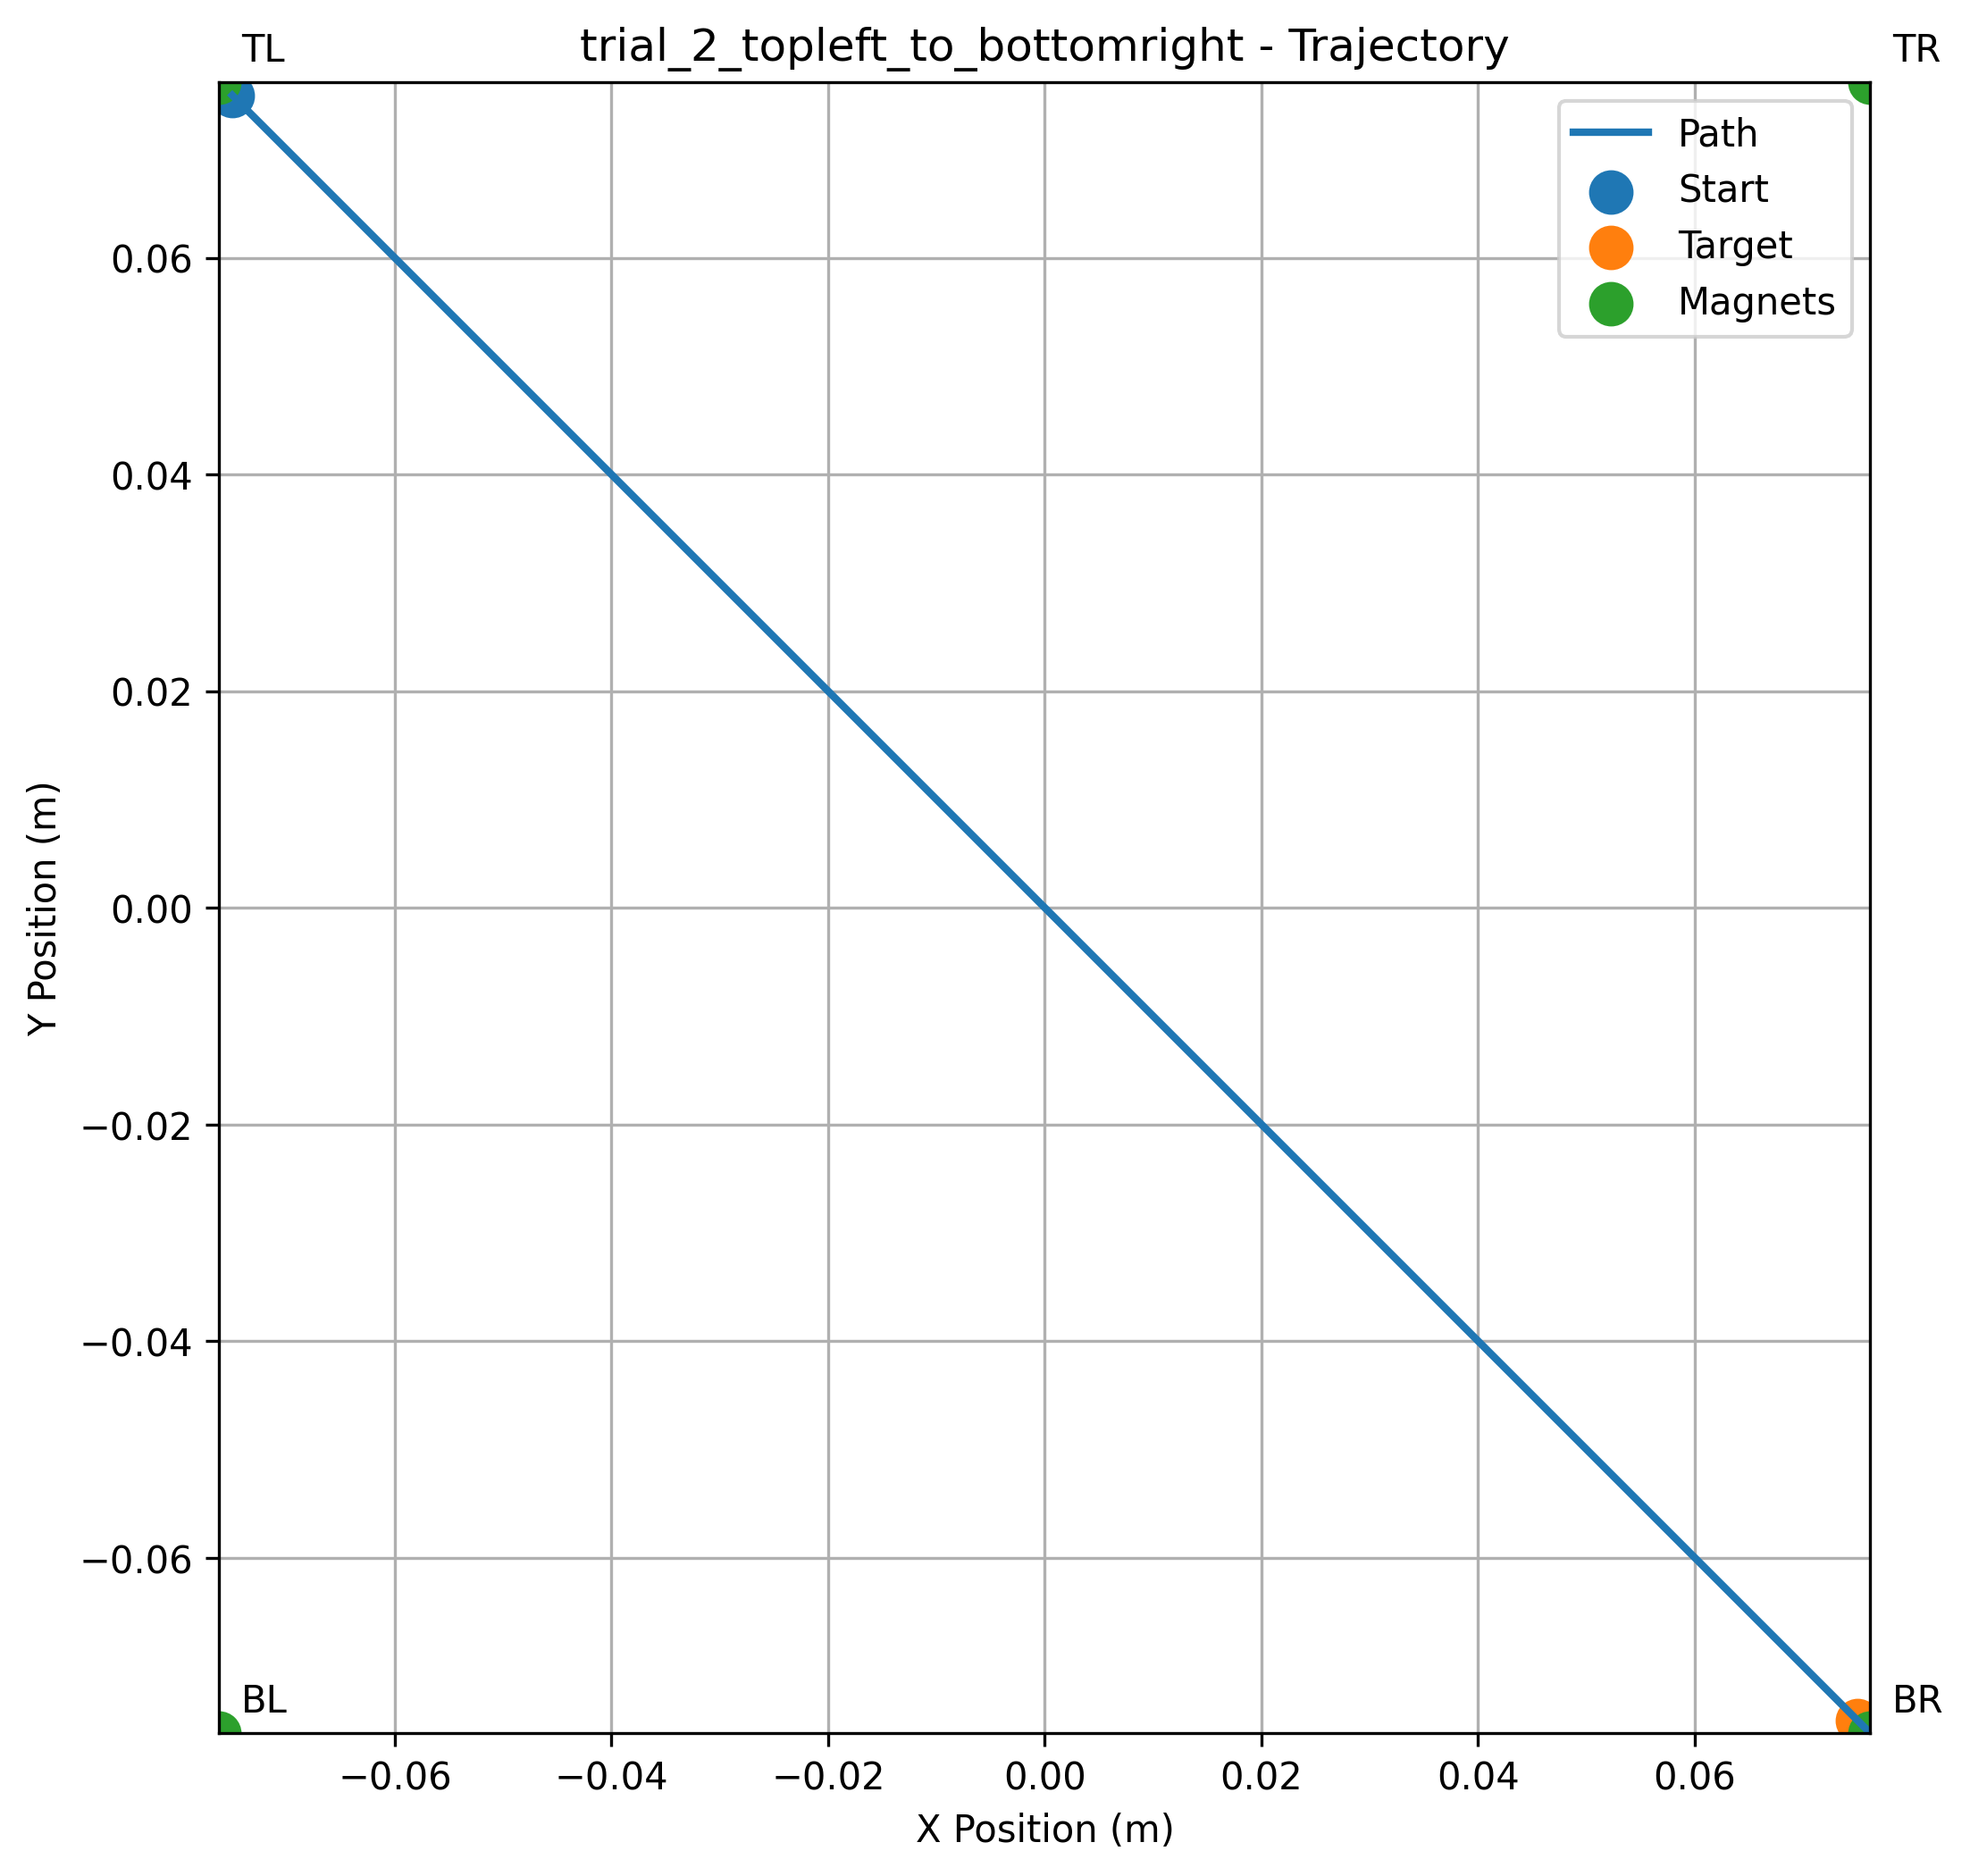 trial_2_topleft_to_bottomright - Trajectory
TL
TR
Path
Start
Target
Magnets
0.06
0.04
0.02
0.00
−0.02
−0.04
−0.06
Y Position (m)
BL
BR
−0.06
−0.04
−0.02
0.00
0.02
0.04
0.06
X Position (m)